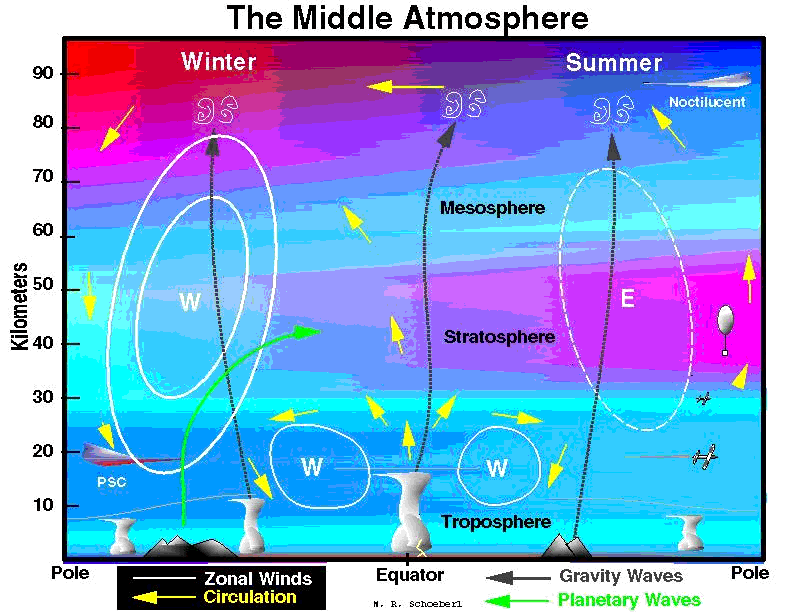 The Middle Atmosphere
Winter
Summer
90
80
70
60
50
40
30
20
10
Kilometers
Noctilucent
Mesosphere
W
E
Stratosphere
W
W
PSC
Troposphere
Pole
Equator
Pole
Zonal Winds
Circulation
M. R. Schoeberl
Gravity Waves
Planetary Waves